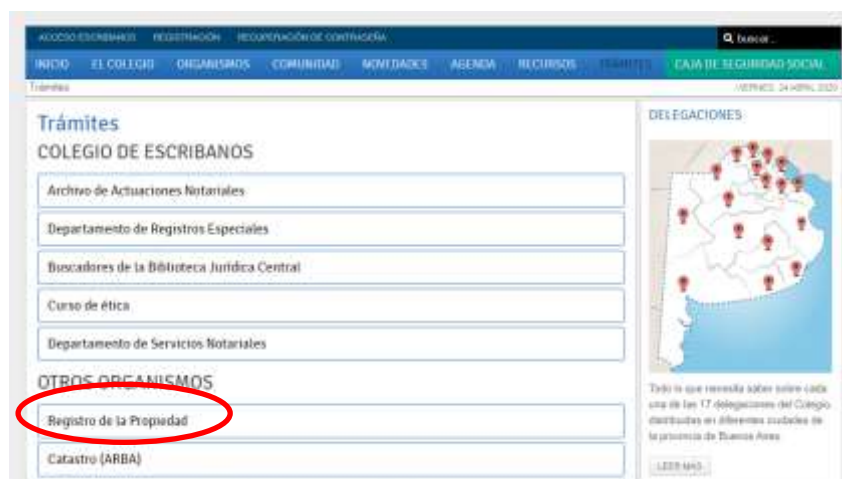 ACCESO ESCRIBANOS REGISTRACIÓN RECUPERACIÓN DE CONTRASEÑA
buscar...
INICIO EL COLEGIO ORGANISMOS COMUNIDAD NOVEDADES AGENDA RECURSOS TRÁMITES CAJA DE SEGURIDAD SOCIAL
Trámites
VIERNES, 24 ABRIL 2020
Trámites
COLEGIO DE ESCRIBANOS
Archivo de Actuaciones Notariales
Departamento de Registros Especiales
Buscadores de la Biblioteca Jurídica Central
Curso de ética
Departamento de Servicios Notariales
OTROS ORGANISMOS
Registro de la Propiedad
Catastro (ARBA)
DELEGACIONES
Todo lo que necesita saber sobre cada
una de las 17 delegaciones del Colegio
distribuidas en diferentes ciudades de
la provincia de Buenos Aires
LEER MÁS